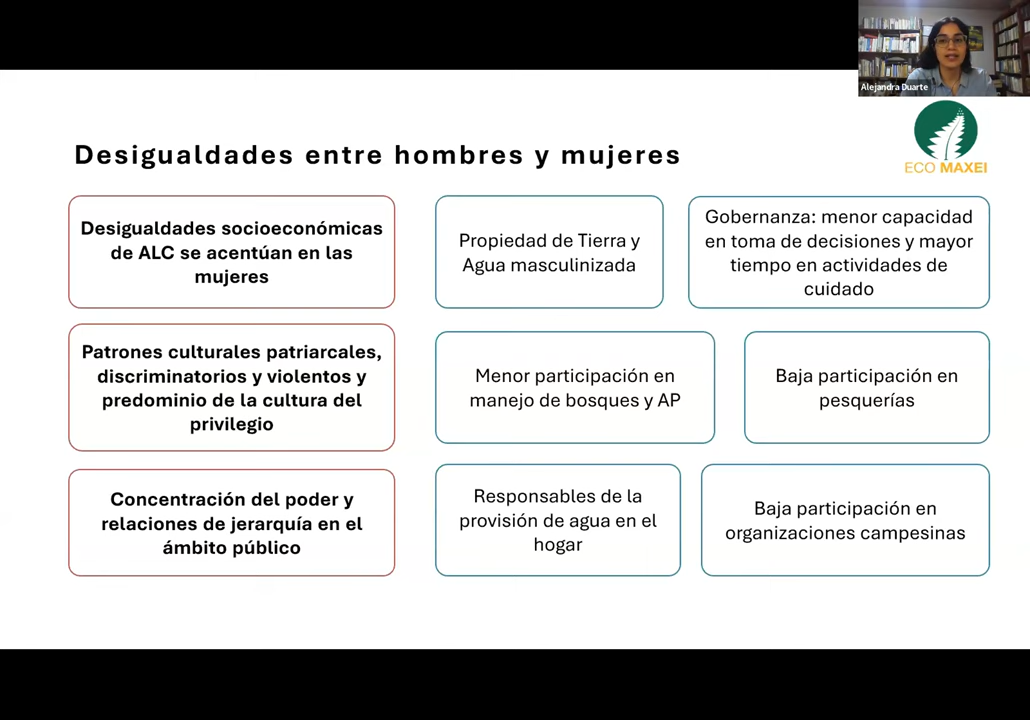 Alejandra Duarte
ECO MAXEI
Desigualdades entre hombres y mujeres
Desigualdades socioeconómicas
de ALC se acentúan en las
mujeres
Propiedad de Tierra y
Agua masculinizada
Gobernanza: menor capacidad
en toma de decisiones y mayor
tiempo en actividades de
cuidado
Patrones culturales patriarcales,
discriminatorios y violentos y
predominio de la cultura del
privilegio
Menor participación en
manejo de bosques y AP
Baja participación en
pesquerías
Concentración del poder y
relaciones de jerarquía en el
ámbito público
Responsables de la
provisión de agua en el
hogar
Baja participación en
organizaciones campesinas